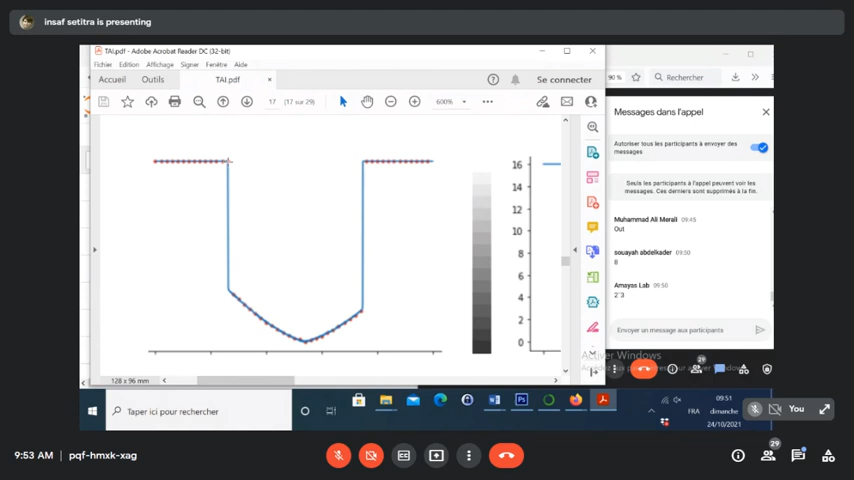 insaf setitra is presenting
TAI.pdf - Adobe Acrobat Reader DC (32-bit)
Fichier Edition Affichage Signer Fenêtre Aide
Accueil Outils TAI.pdf × Se connecter
17 (17 sur 29) 600%
90 % Rechercher
Messages dans l'appel
Autoriser tous les participants à envoyer des
messages
Seuls les participants à l'appel peuvent voir les
messages. Ces derniers sont supprimés à la fin.
Muhammad Ali Merali 09:45
Out
souayah abdelkader 09:50
8
Amayas Lab 09:50
2^3
Envoyer un message aux participants
16
14
12
10
8
6
4
2
0
128 x 96 mm
Activer Windows
29
Taper ici pour rechercher
FRA
09:51
dimanche
24/10/2021
You
9:53 AM pqf-hmxk-xag
29